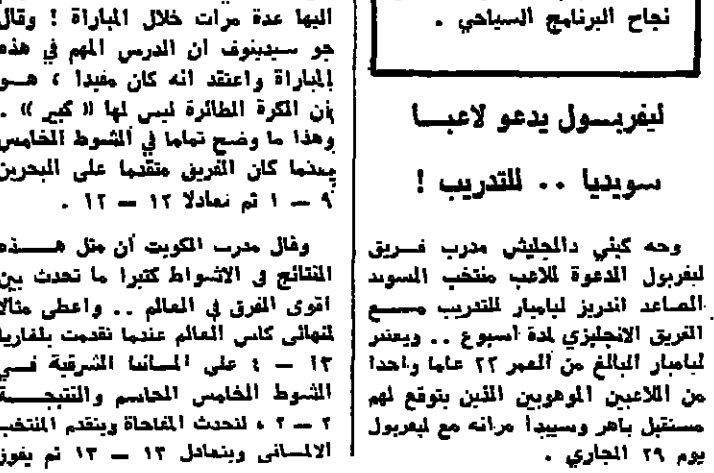 نجاح البرنامج السياحي .
ليفربول يدعو لاعبا
سويديا .. للتدريب !
وجه كيني دالجليش مدرب فريق
ليفربول الدعوة للاعب منتخب السويد
الصاعد اندريز ليامبار للتدريب مع
الفريق الانجليزي لمدة أسبوع .. ويعتبر
ليامبار البالغ من العمر ٢٢ عاما واحدا
من اللاعبين الموهوبين الذين يتوقع لهم
مستقبل باهر وسيبدأ مرانه مع ليفربول
يوم ٢٩ الجاري .
اليها عدة مرات خلال المباراة ! وقال
جو سيدينوف ان الدرس المهم في هذه
المباراة واعتقد انه كان مفيدا ، هو
بأن الكرة الطائرة ليس لها « كبير » .
وهذا ما وضح تماما في الشوط الخامس
بعدما كان الفريق متقدما على البحرين
٩ — ١ ثم تعادلا ١٢ — ١٢ .
وقال مدرب الكويت أن مثل هذه
النتائج في الاشواط كثيرا ما تحدث بين
اقوى الفرق في العالم .. واعطى مثالا
لنهائي كاس العالم عندما تقدمت بلغاريا
١٣ — ٤ على المانيا الشرقية في
الشوط الخامس الحاسم والنتيجة
٢ — ٢ ، لتحدث المفاجأة ويتقدم المنتخب
الالماني ويتعادل ١٣ — ١٣ ثم يفوز